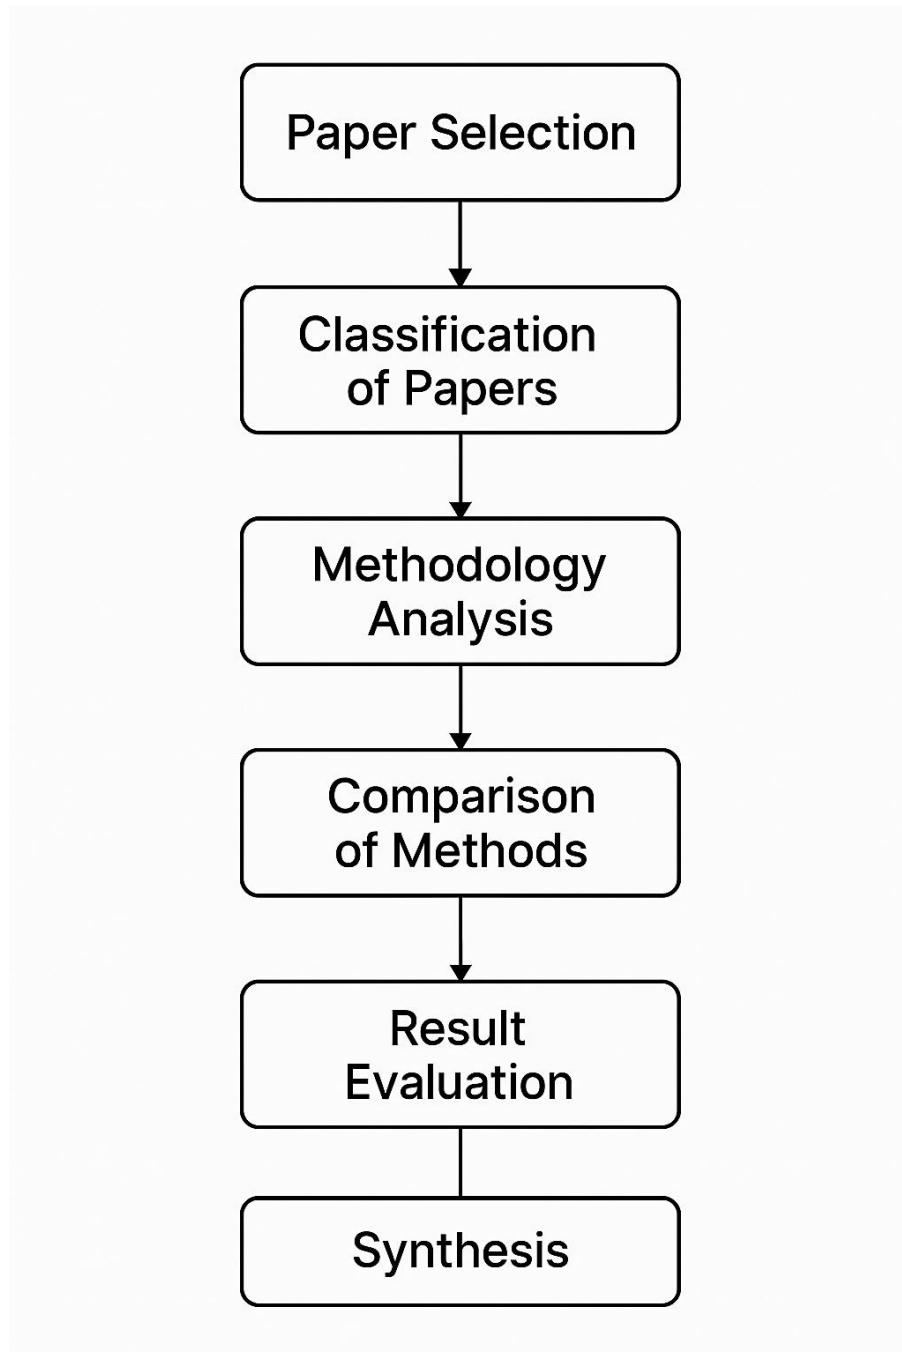 Paper Selection
Classification
of Papers
Methodology
Analysis
Comparison
of Methods
Result
Evaluation
Synthesis